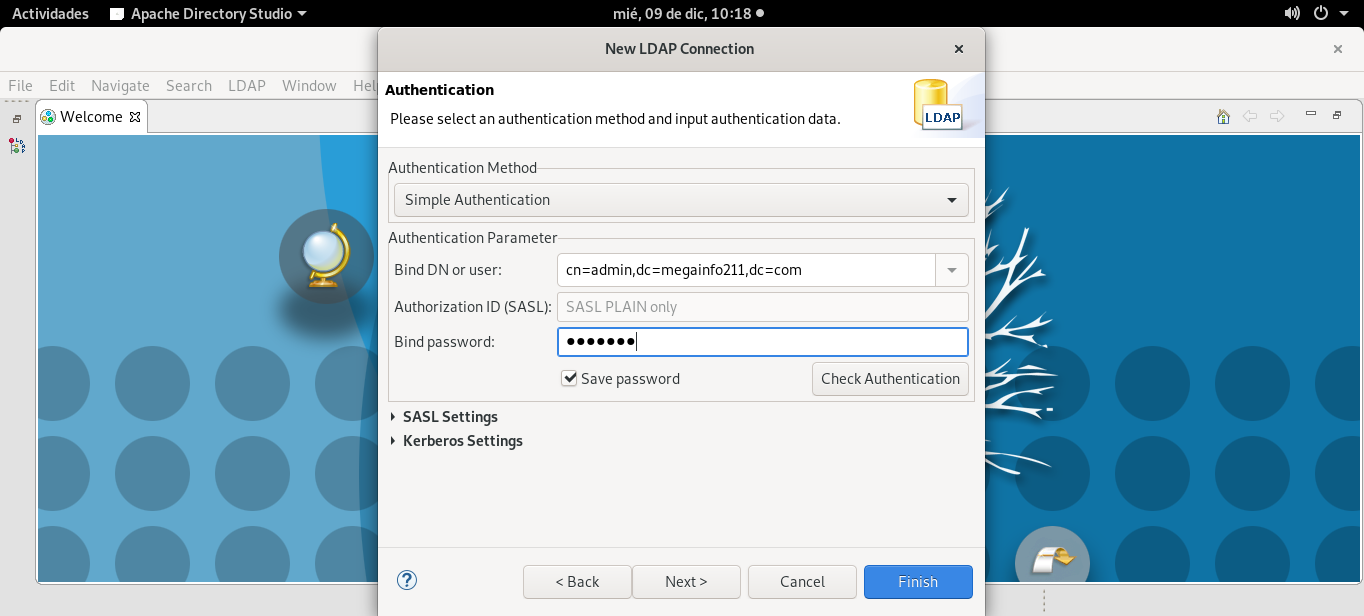 Actividades Apache Directory Studio mié, 09 de dic, 10:18
New LDAP Connection
File Edit Navigate Search LDAP Window Hel
Welcome
Authentication
Please select an authentication method and input authentication data.
LDAP
Authentication Method
Simple Authentication
Authentication Parameter
Bind DN or user: cn=admin,dc=megainfo211,dc=com
Authorization ID (SASL): SASL PLAIN only
Bind password: ●●●●●●●
Save password Check Authentication
SASL Settings
Kerberos Settings
? < Back Next > Cancel Finish